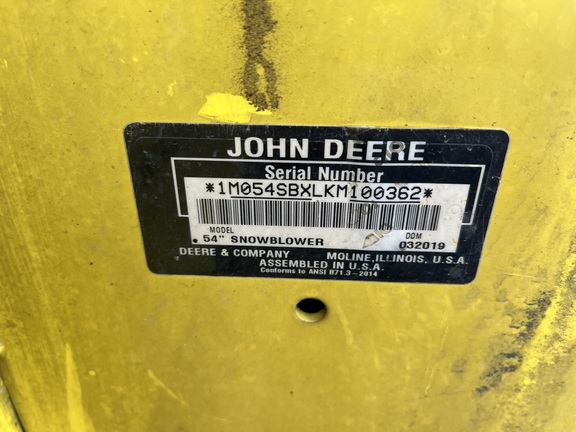 JOHN DEERE
Serial Number
*1M054SBXLKM100362*
MODEL DOM
54" SNOWBLOWER 032019
DEERE & COMPANY MOLINE, ILLINOIS, U.S.A.
ASSEMBLED IN U.S.A.
Conforms to ANSI B71.3-2014